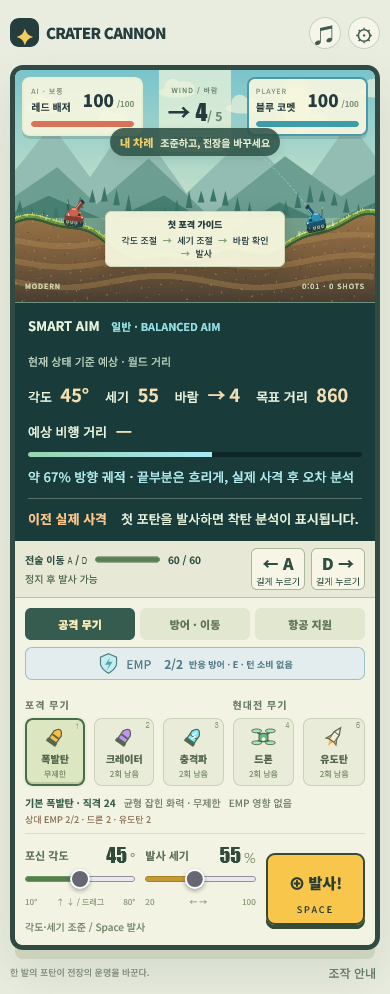 CRATER CANNON
AI · 보통
레드 배저 100 /100
WIND / 바람
→ 4 / 5
PLAYER
블루 코멧 100 /100
내 차례 조준하고, 전장을 바꾸세요
첫 포격 가이드
각도 조절 → 세기 조절 → 바람 확인
→ 발사
MODERN
0:01 · 0 SHOTS
SMART AIM 일반 · BALANCED AIM
현재 상태 기준 예상 · 월드 거리
각도 45° 세기 55 바람 → 4 목표 거리 860
예상 비행 거리 —
약 67% 방향 궤적 · 끝부분은 흐리게, 실제 사격 후 오차 분석
이전 실제 사격 첫 포탄을 발사하면 착탄 분석이 표시됩니다.
전술 이동 A / D 60 / 60
정지 후 발사 가능
← A
길게 누르기
D →
길게 누르기
공격 무기
방어 · 이동
항공 지원
EMP 2/2 반응 방어 · E · 턴 소비 없음
포격 무기
현대전 무기
1
폭발탄
무제한
2
크레이터
2회 남음
3
충격파
2회 남음
4
드론
2회 남음
5
유도탄
2회 남음
기본 폭발탄 · 직격 24 균형 잡힌 화력 · 무제한 EMP 영향 없음
상대 EMP 2/2 · 드론 2 · 유도탄 2
포신 각도 45 °
10° ↑ ↓ / 드래그 80°
발사 세기 55 %
20 ← → 100
발사!
SPACE
각도·세기 조준 / Space 발사
한 발의 포탄이 전장의 운명을 바꾼다.
조작 안내